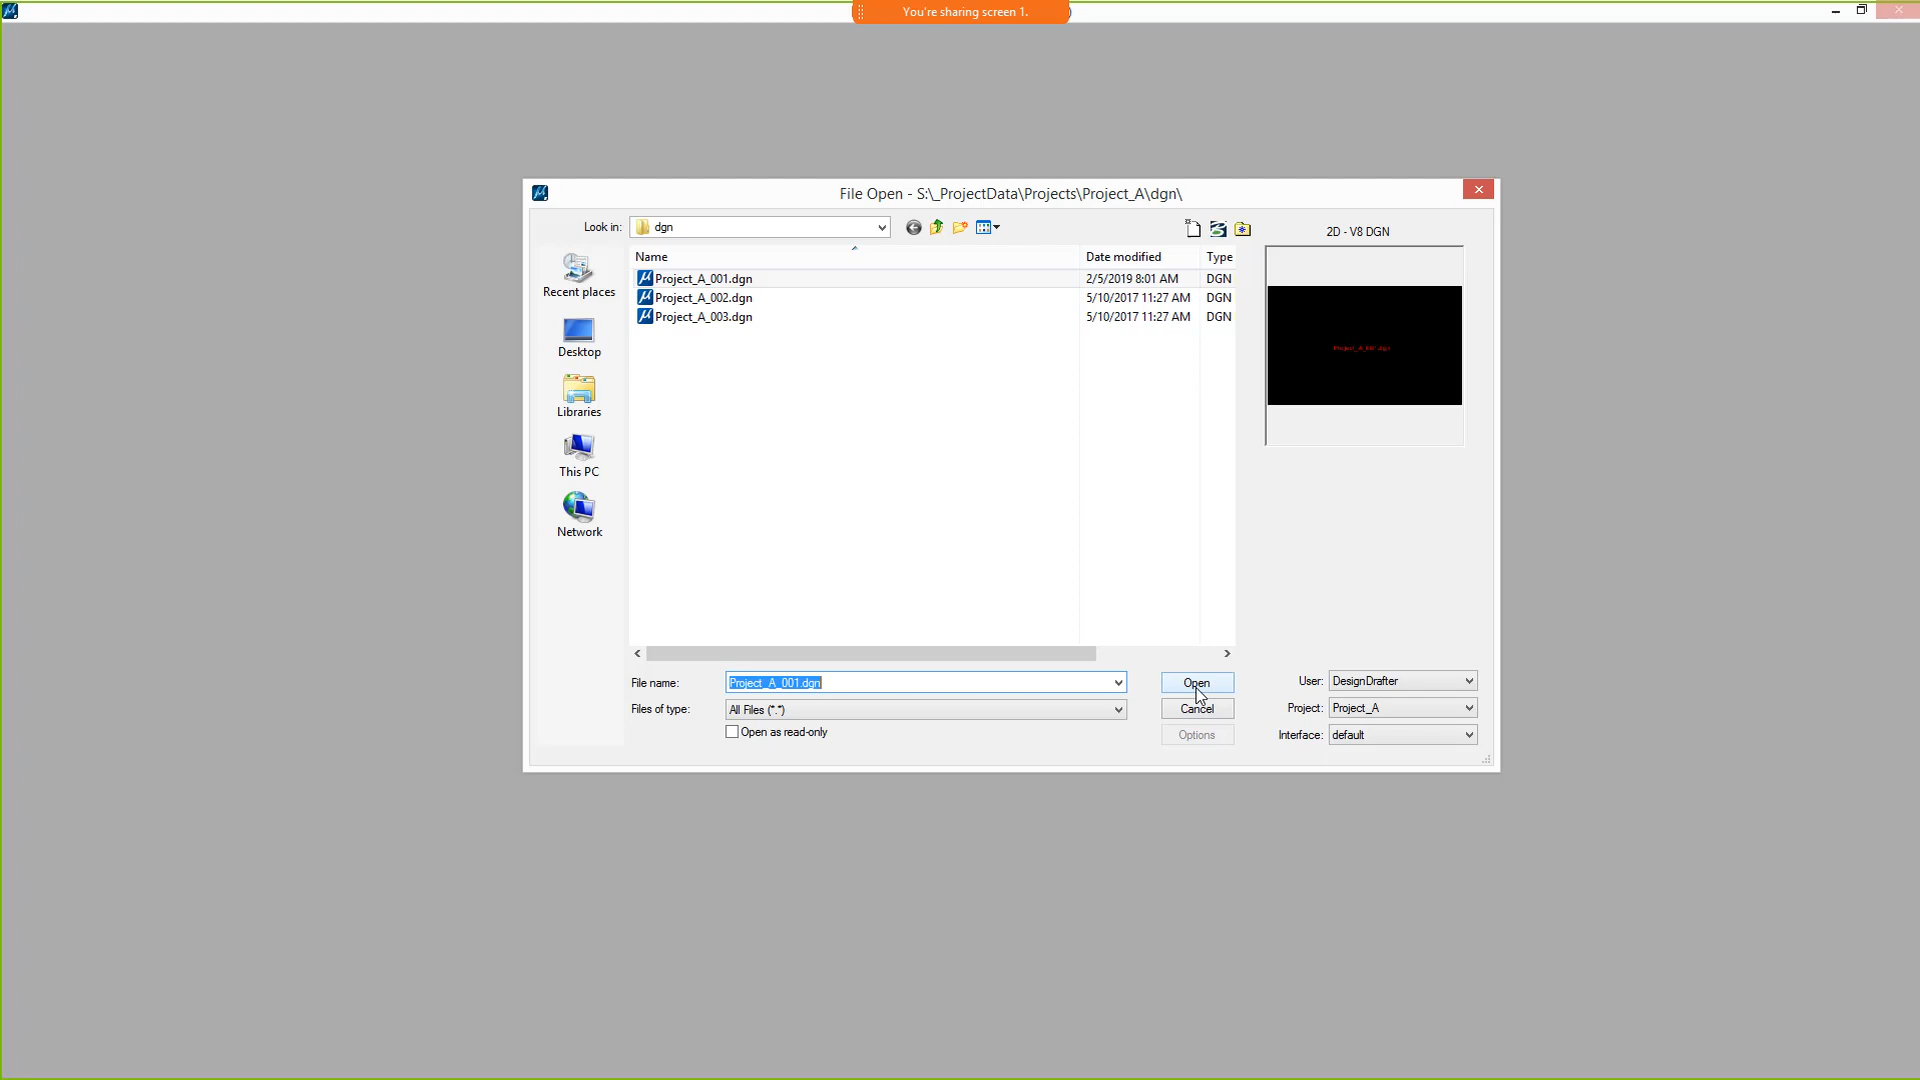 You're sharing screen 1.
File Open - S:\_ProjectData\Projects\Project_A\dgn\
Look in: dgn
2D - V8 DGN
Name Date modified Type
Project_A_001.dgn 2/5/2019 8:01 AM DGN
Project_A_002.dgn 5/10/2017 11:27 AM DGN
Project_A_003.dgn 5/10/2017 11:27 AM DGN
Recent places
Desktop
Libraries
This PC
Network
File name: Project_A_001.dgn Open
Files of type: All Files (*.*) Cancel
Open as read-only Options
User: DesignDrafter
Project: Project_A
Interface: default